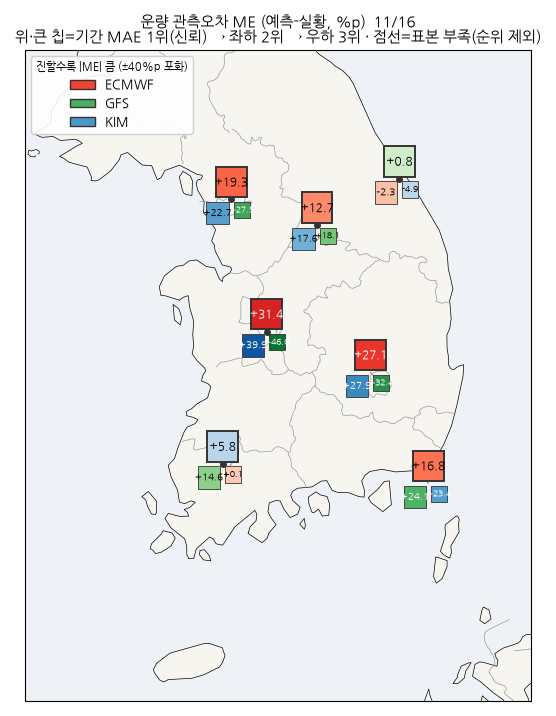 운량 관측오차 ME (예측-실황, %p) 11/16
위·큰 칩=기간 MAE 1위(신뢰) → 좌하 2위 → 우하 3위 · 점선=표본 부족(순위 제외)
진할수록 |ME| 큼 (±40%p 포화)
ECMWF
GFS
KIM
+0.8
-2.3
-4.9
+19.3
+22.7
+12.7
+17.6
+18.1
+31.4
+39.9
+27.1
+27.9
+5.8
+14.6
+0.1
+16.8